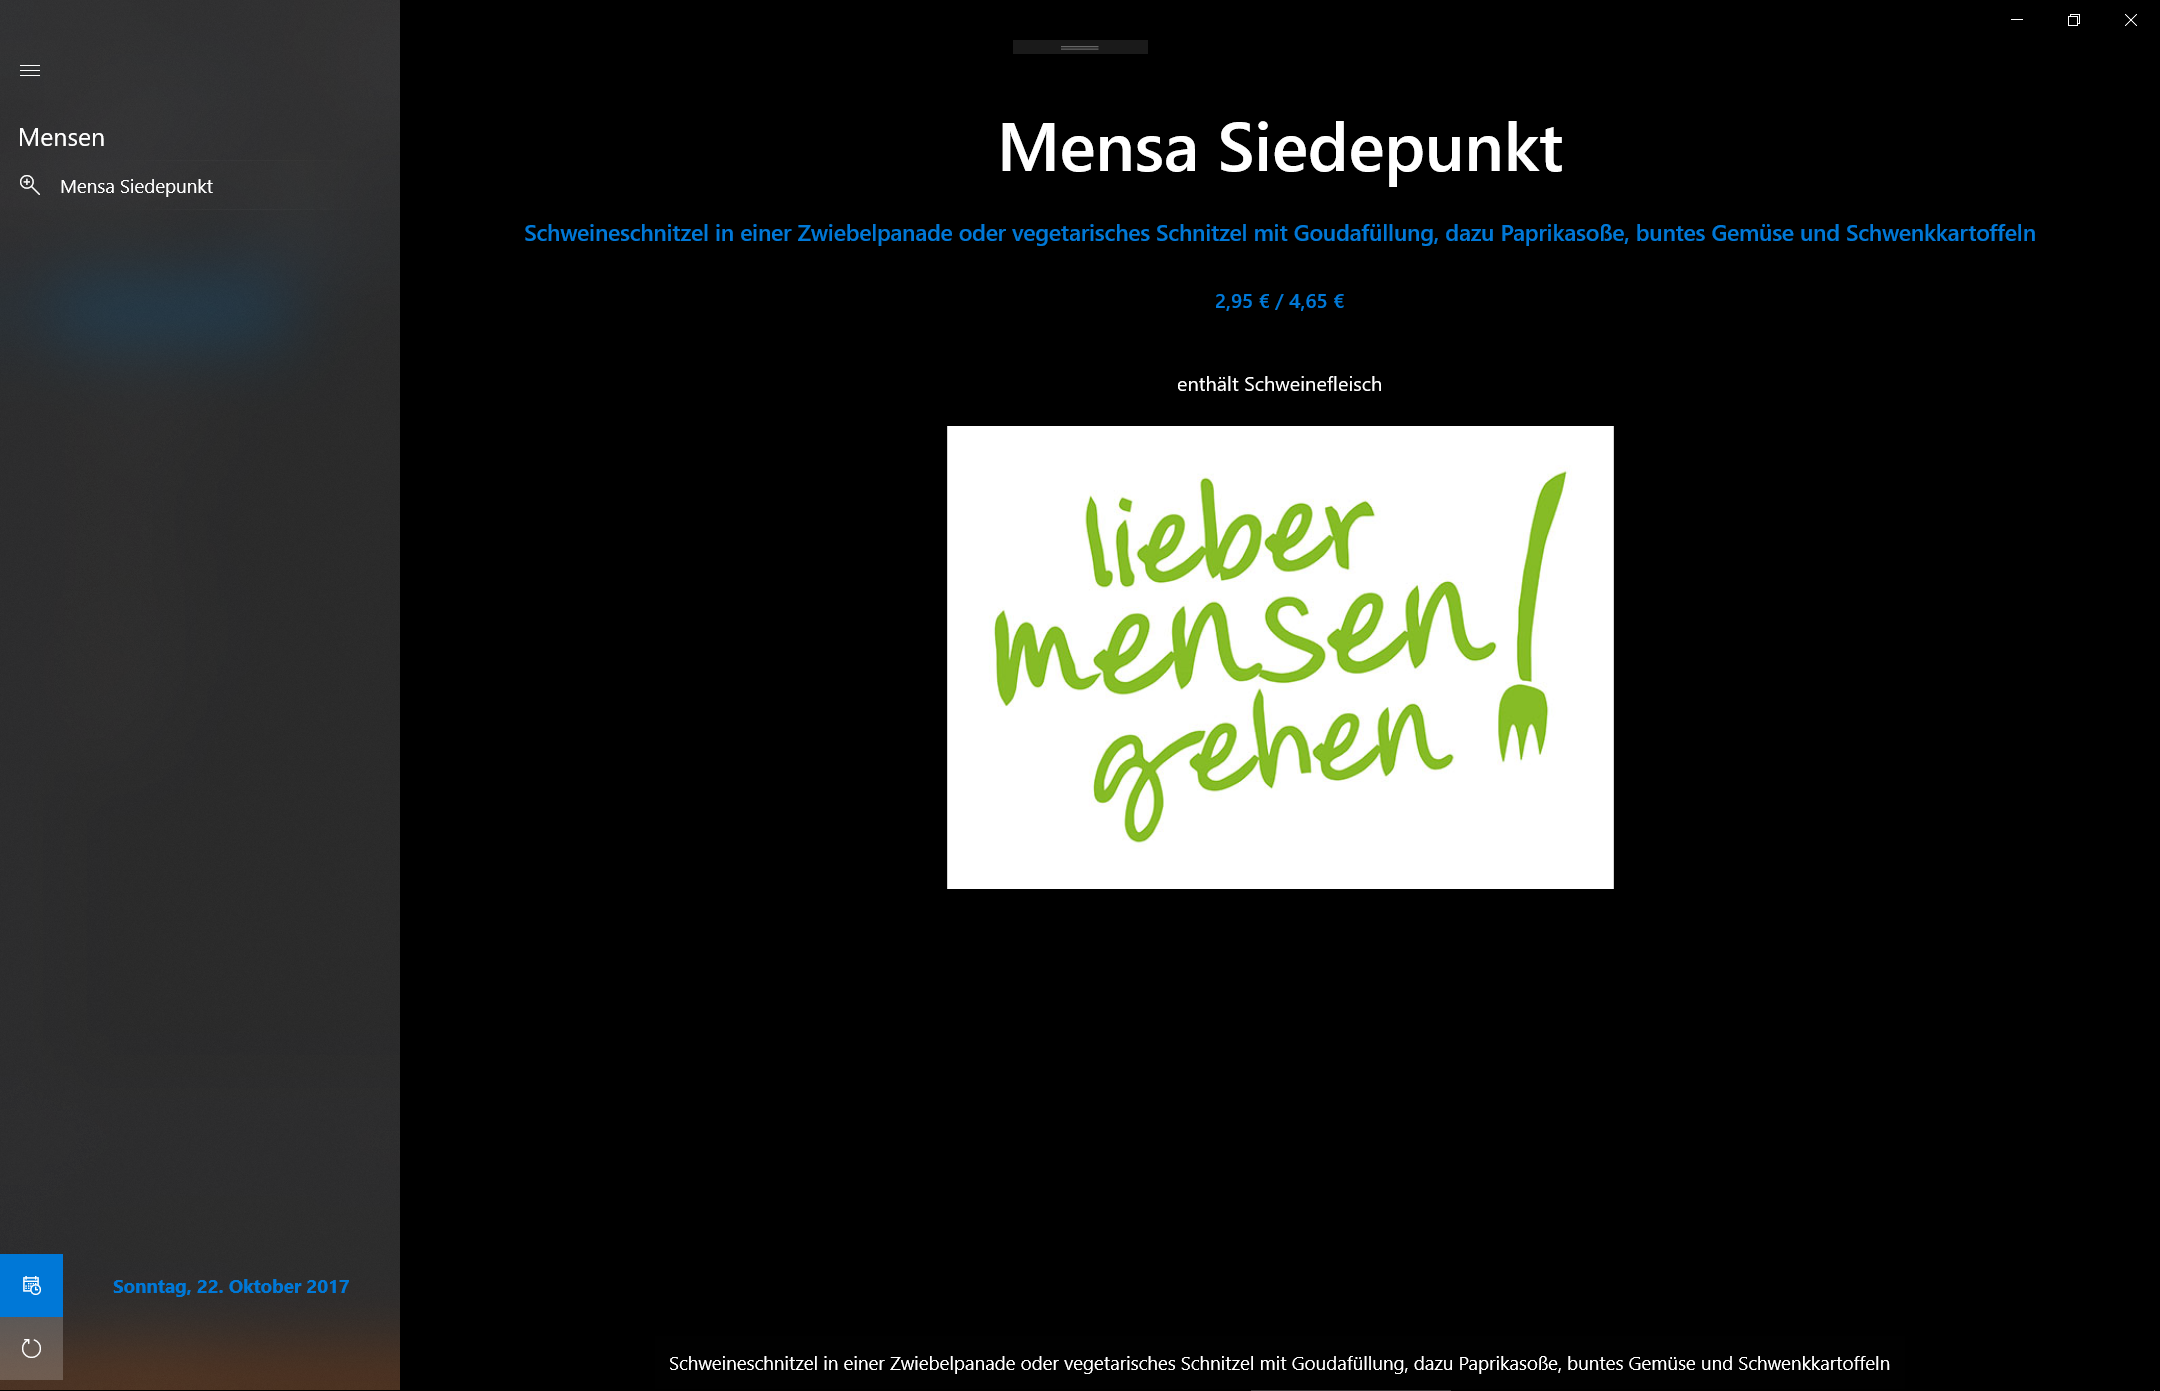 Mensen
Mensa Siedepunkt
Sonntag, 22. Oktober 2017
Mensa Siedepunkt
Schweineschnitzel in einer Zwiebelpanade oder vegetarisches Schnitzel mit Goudafüllung, dazu Paprikasoße, buntes Gemüse und Schwenkkartoffeln
2,95 € / 4,65 €
enthält Schweinefleisch
lieber
mensen!
gehen
Schweineschnitzel in einer Zwiebelpanade oder vegetarisches Schnitzel mit Goudafüllung, dazu Paprikasoße, buntes Gemüse und Schwenkkartoffeln